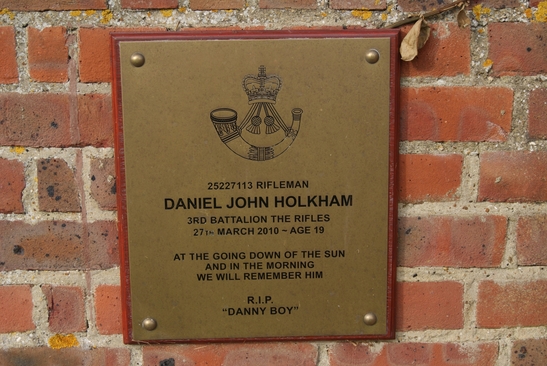 25227113 RIFLEMAN
DANIEL JOHN HOLKHAM
3RD BATTALION THE RIFLES
27TH MARCH 2010 ~ AGE 19
AT THE GOING DOWN OF THE SUN
AND IN THE MORNING
WE WILL REMEMBER HIM
R.I.P.
"DANNY BOY"